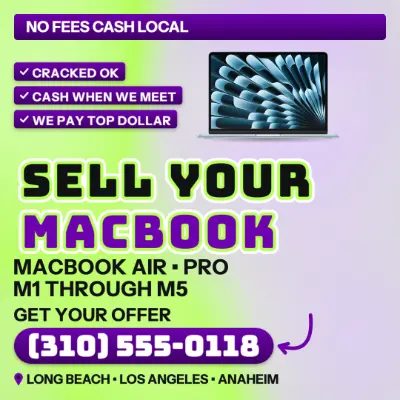 NO FEES CASH LOCAL
✓ CRACKED OK
✓ CASH WHEN WE MEET
✓ WE PAY TOP DOLLAR
SELL YOUR
MACBOOK
MACBOOK AIR • PRO
M1 THROUGH M5
GET YOUR OFFER
(310) 555-0118
LONG BEACH • LOS ANGELES • ANAHEIM